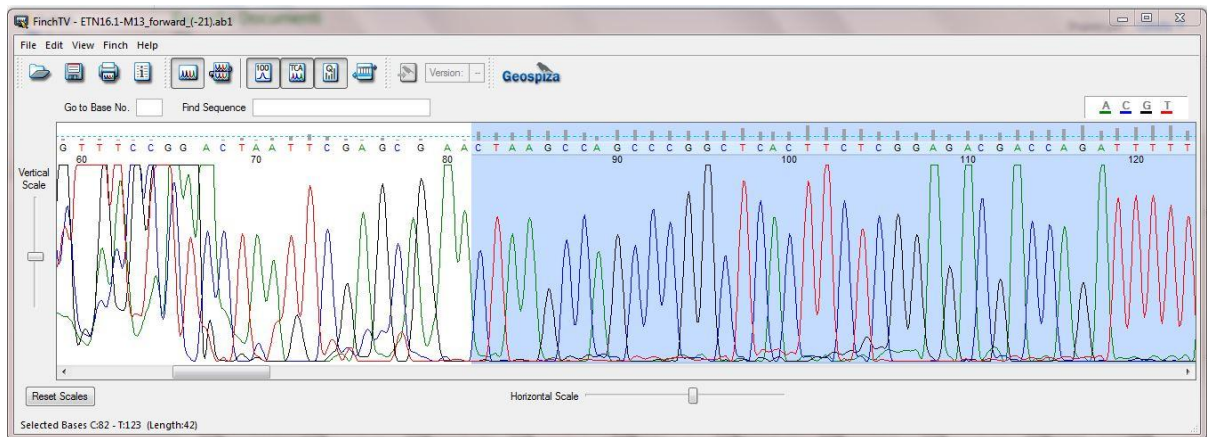 FinchTV - ETN16.1-M13_forward_(-21).ab1
File Edit View Finch Help
100 TCA Version: -- Geospiza
Go to Base No. Find Sequence A C G T
G T T T C C G G A C T A A T T C G A G C G A A C T A A G C C A G C C C G G C T C A C T T C T C G G A G A C G A C C A G A T T T T T
60 70 80 90 100 110 120
Vertical
Scale
Reset Scales Horizontal Scale
Selected Bases C:82 - T:123 (Length:42)